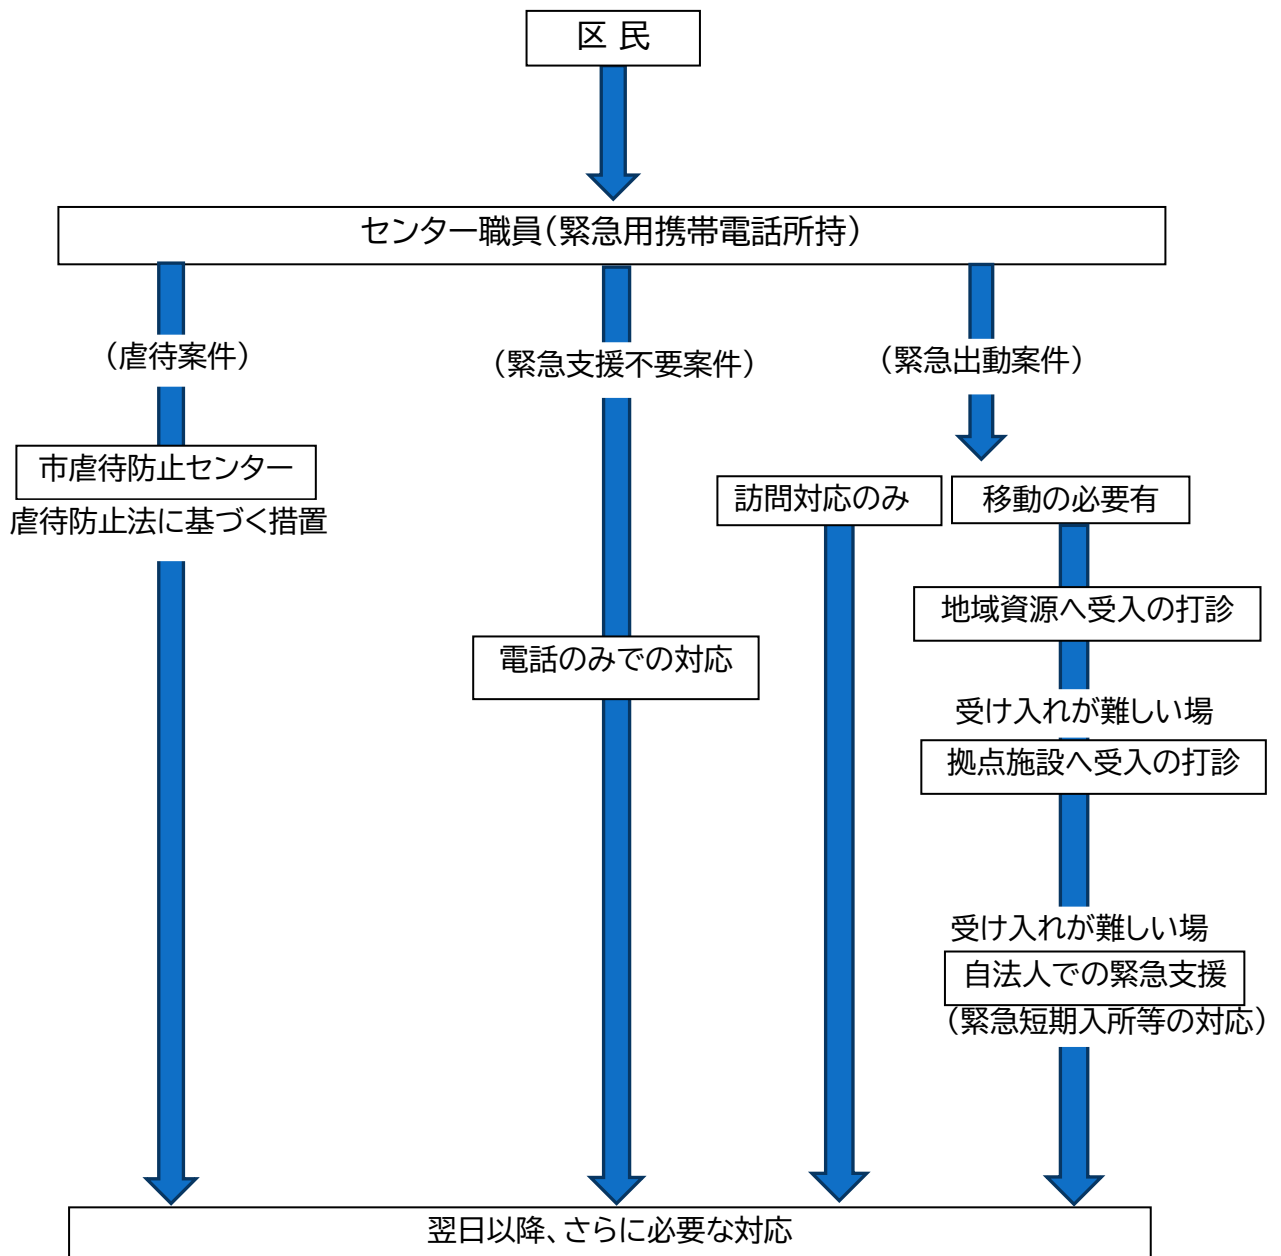 区 民
センター職員（緊急用携帯電話所持）
（虐待案件）
（緊急支援不要案件）
（緊急出動案件）
市虐待防止センター
虐待防止法に基づく措置
訪問対応のみ
移動の必要有
地域資源へ受入の打診
電話のみでの対応
受け入れが難しい場
拠点施設へ受入の打診
受け入れが難しい場
自法人での緊急支援
（緊急短期入所等の対応）
翌日以降、さらに必要な対応